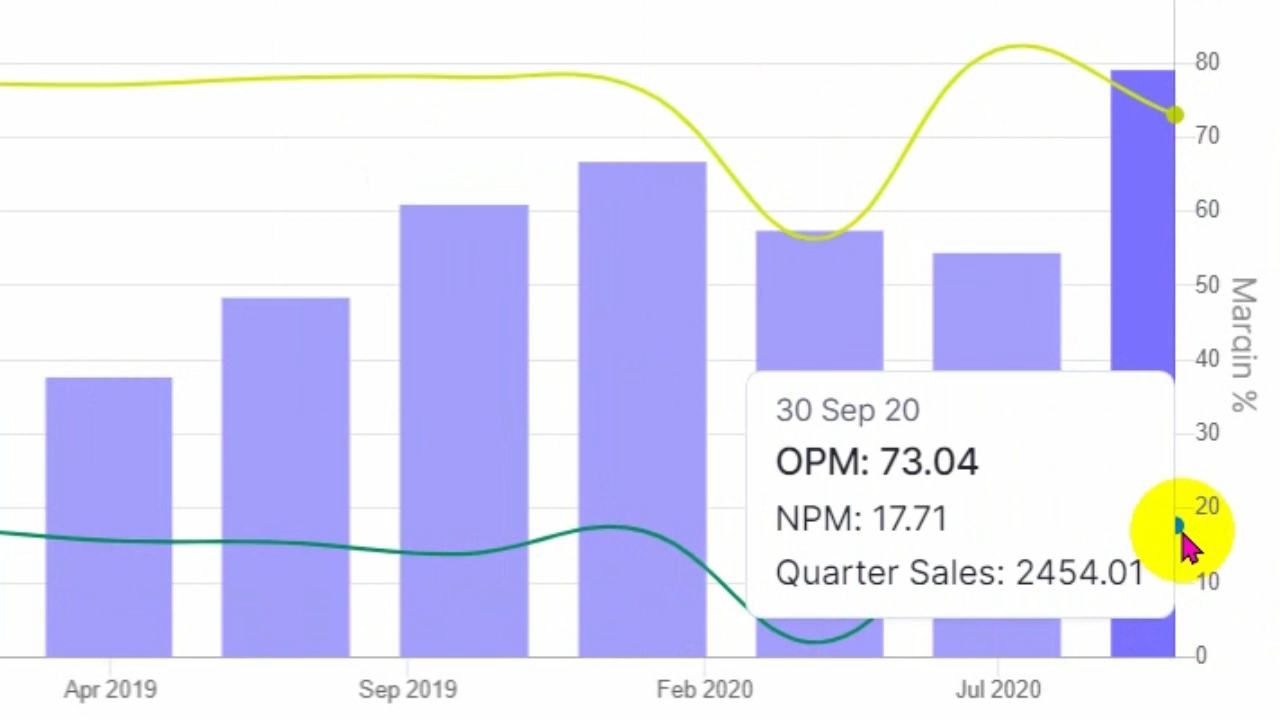 80
70
60
50
40
30
20
10
0
Margin %
30 Sep 20
OPM: 73.04
NPM: 17.71
Quarter Sales: 2454.01
Apr 2019
Sep 2019
Feb 2020
Jul 2020